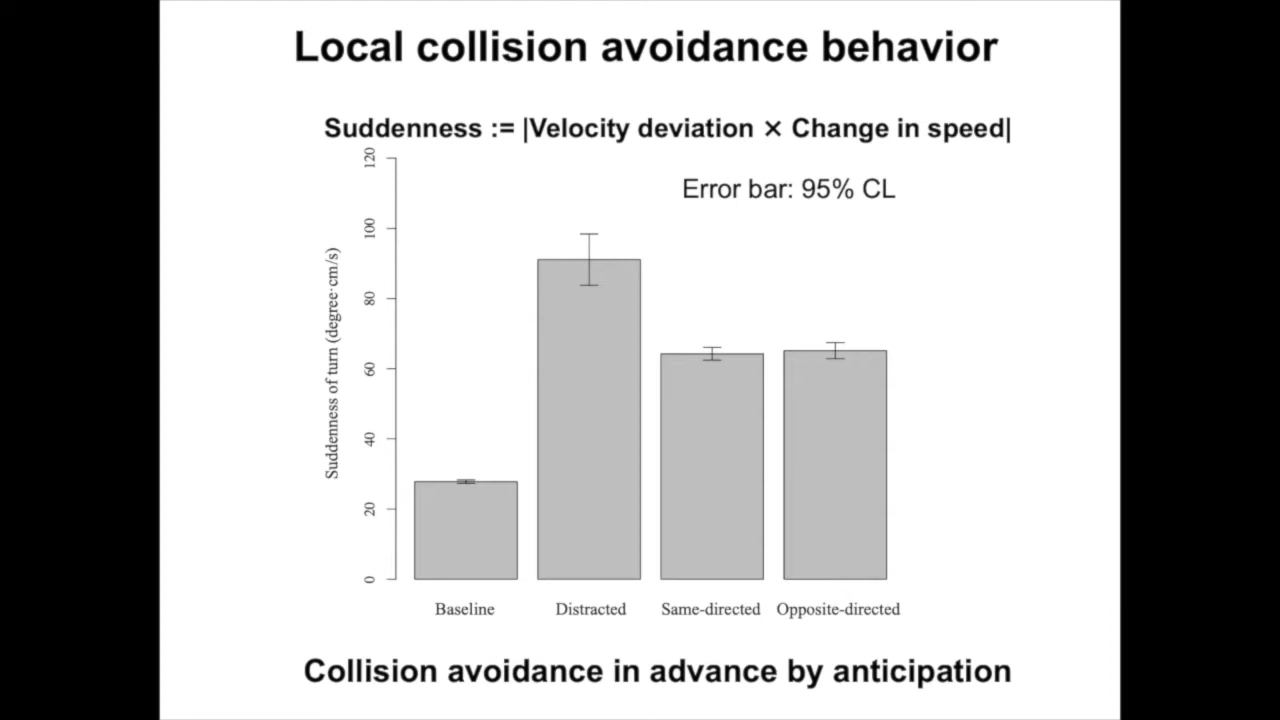 Local collision avoidance behavior
Suddenness := |Velocity deviation × Change in speed|
Error bar: 95% CL
Suddenness of turn (degree·cm/s)
120
100
80
60
40
20
0
Baseline Distracted Same-directed Opposite-directed
Collision avoidance in advance by anticipation